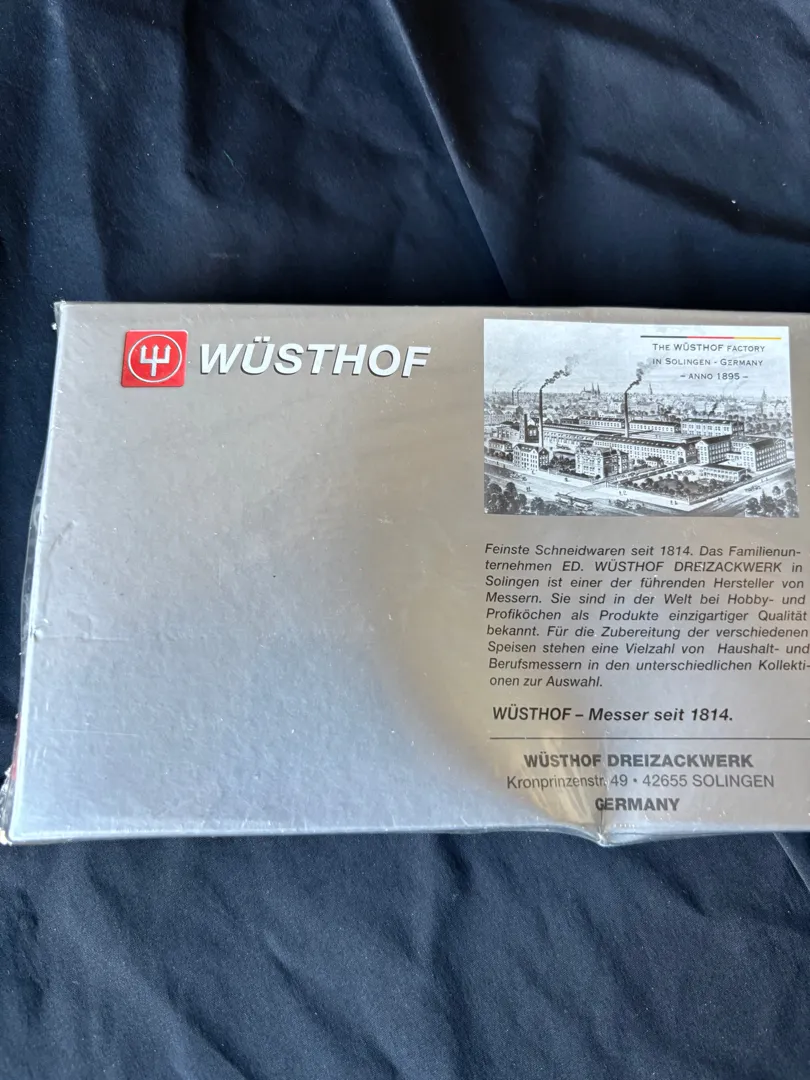 WÜSTHOF
THE WÜSTHOF FACTORY
IN SOLINGEN - GERMANY
- ANNO 1895 -
Feinste Schneidwaren seit 1814. Das Familienun-
ternehmen ED. WÜSTHOF DREIZACKWERK in
Solingen ist einer der führenden Hersteller von
Messern. Sie sind in der Welt bei Hobby- und
Profiköchen als Produkte einzigartiger Qualität
bekannt. Für die Zubereitung der verschiedenen
Speisen stehen eine Vielzahl von Haushalt- und
Berufsmessern in den unterschiedlichen Kollekti-
onen zur Auswahl.
WÜSTHOF – Messer seit 1814.
WÜSTHOF DREIZACKWERK
Kronprinzenstr. 49 • 42655 SOLINGEN
GERMANY